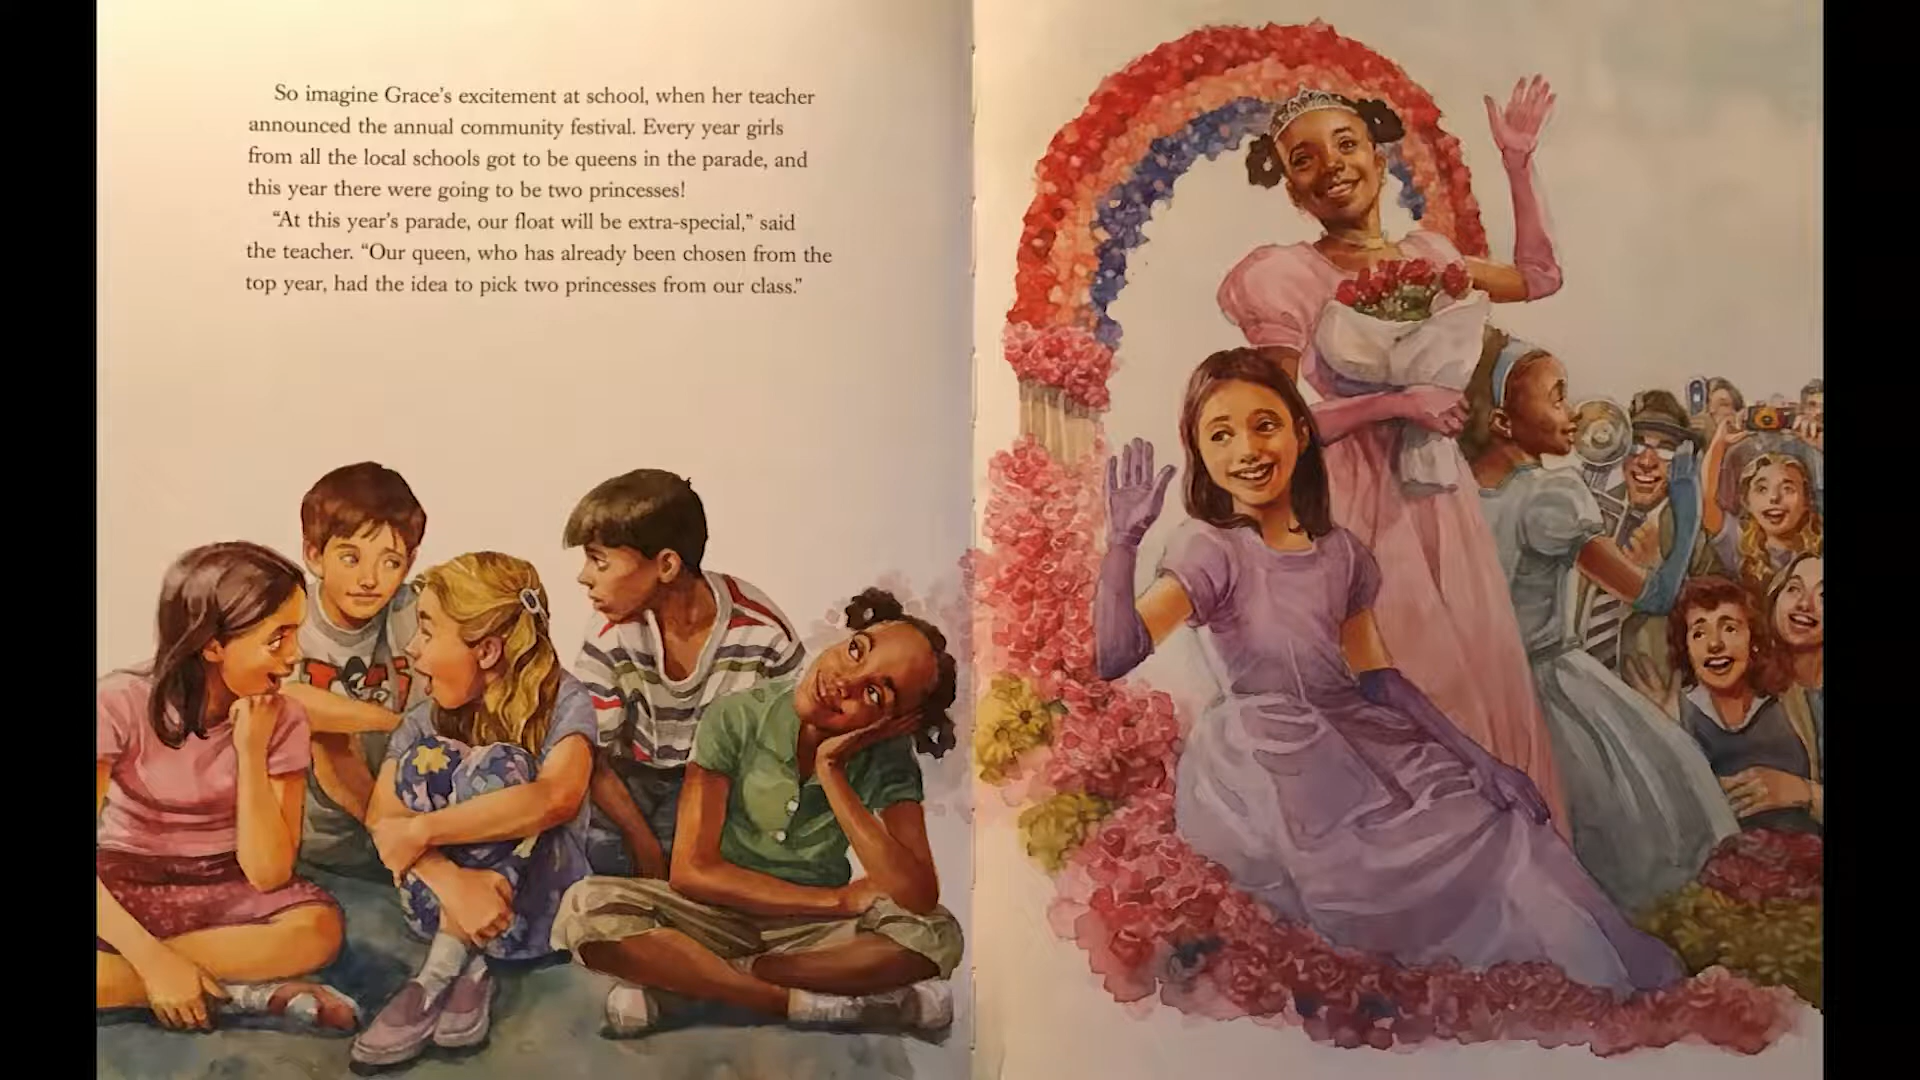 So imagine Grace's excitement at school, when her teacher
announced the annual community festival. Every year girls
from all the local schools got to be queens in the parade, and
this year there were going to be two princesses!
“At this year's parade, our float will be extra-special,” said
the teacher. “Our queen, who has already been chosen from the
top year, had the idea to pick two princesses from our class.”